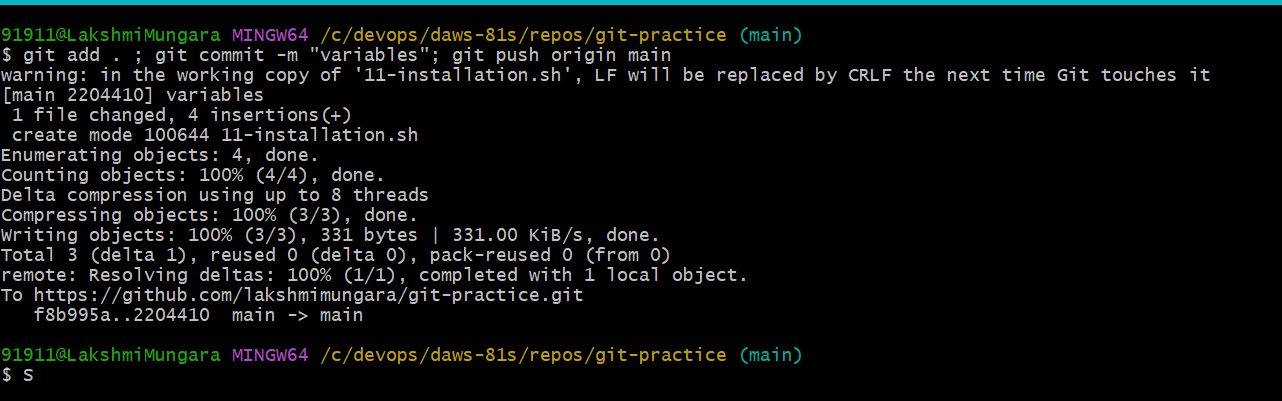 91911@LakshmiMungara MINGW64 /c/devops/daws-81s/repos/git-practice (main)
$ git add . ; git commit -m "variables"; git push origin main
warning: in the working copy of '11-installation.sh', LF will be replaced by CRLF the next time Git touches it
[main 2204410] variables
 1 file changed, 4 insertions(+)
 create mode 100644 11-installation.sh
Enumerating objects: 4, done.
Counting objects: 100% (4/4), done.
Delta compression using up to 8 threads
Compressing objects: 100% (3/3), done.
Writing objects: 100% (3/3), 331 bytes | 331.00 KiB/s, done.
Total 3 (delta 1), reused 0 (delta 0), pack-reused 0 (from 0)
remote: Resolving deltas: 100% (1/1), completed with 1 local object.
To https://github.com/lakshmimungara/git-practice.git
   f8b995a..2204410  main -> main
91911@LakshmiMungara MINGW64 /c/devops/daws-81s/repos/git-practice (main)
$ S